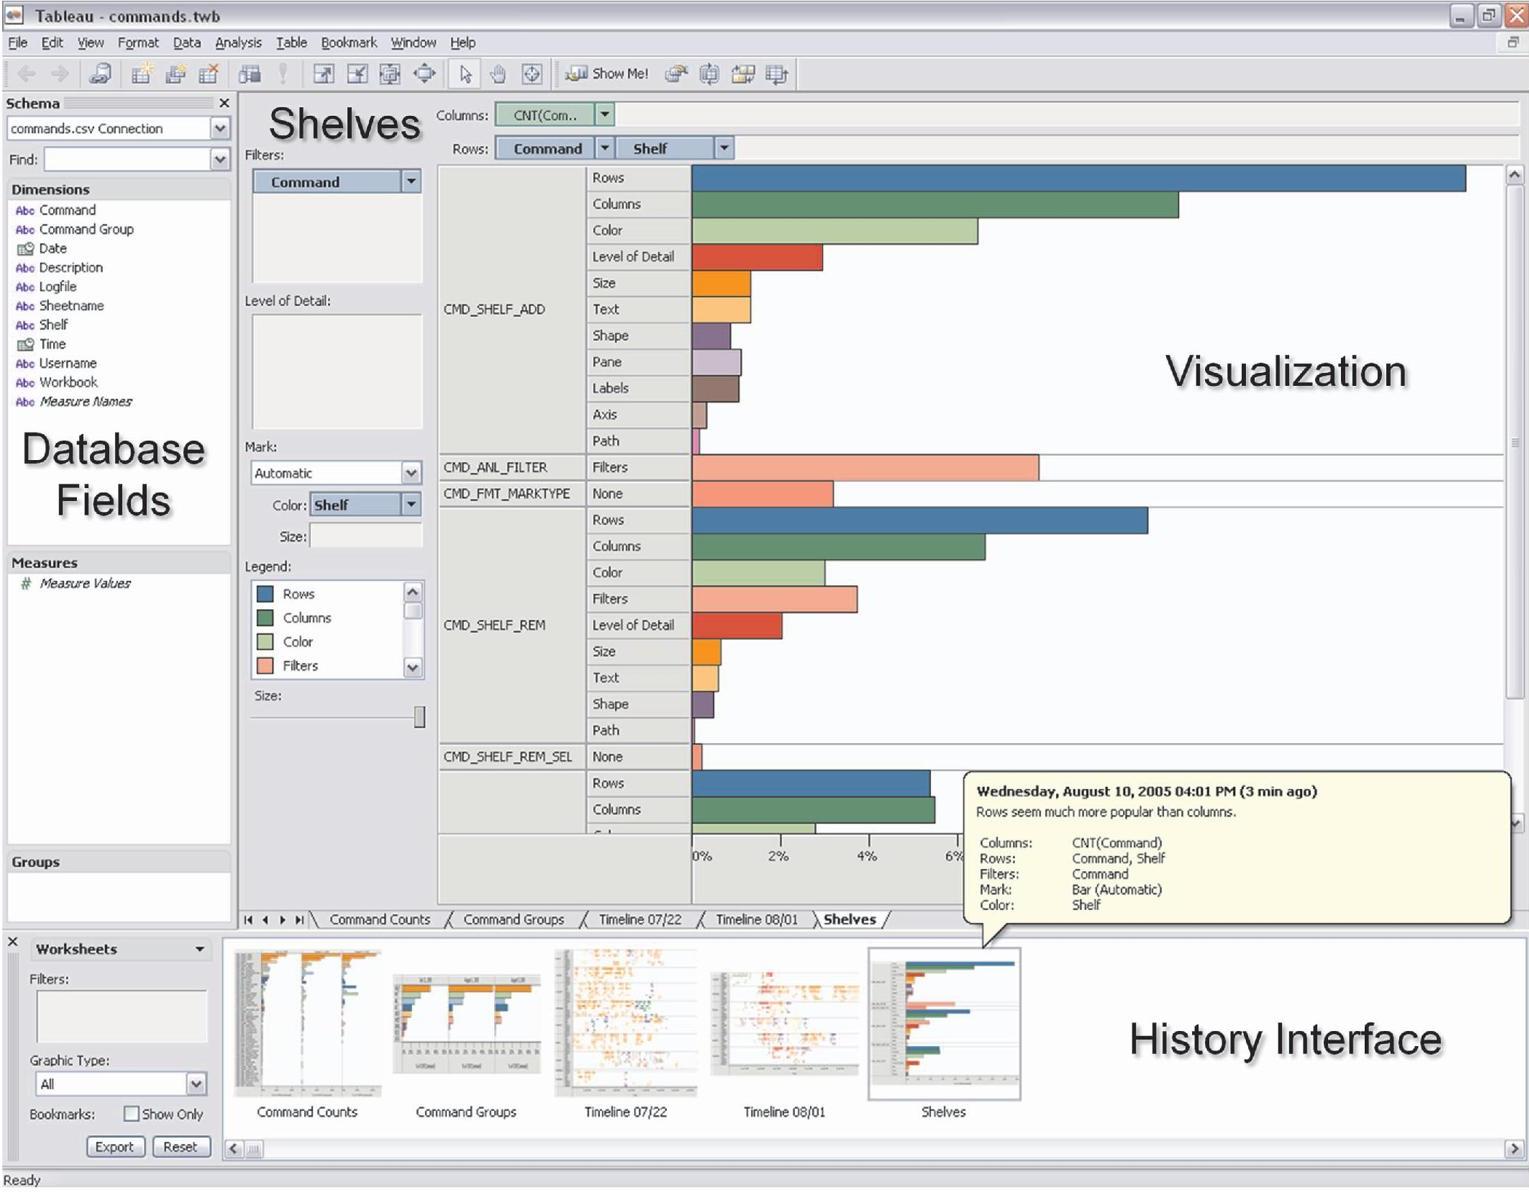 Tableau - commands.twb
File Edit View Format Data Analysis Table Bookmark Window Help
Show Me!
Schema
commands.csv Connection
Find:
Dimensions
Abc Command
Abc Command Group
Date
Abc Description
Abc Logfile
Abc Sheetname
Abc Shelf
Time
Abc Username
Abc Workbook
Abc Measure Names
Database
Fields
Measures
# Measure Values
Groups
Shelves
Filters:
Command
Level of Detail:
Mark:
Automatic
Color: Shelf
Size:
Legend:
Rows
Columns
Color
Filters
Size:
Columns: CNT(Com..
Rows: Command Shelf
CMD_SHELF_ADD
Rows
Columns
Color
Level of Detail
Size
Text
Shape
Pane
Labels
Axis
Path
CMD_ANL_FILTER Filters
CMD_FMT_MARKTYPE None
CMD_SHELF_REM
Rows
Columns
Color
Filters
Level of Detail
Size
Text
Shape
Path
CMD_SHELF_REM_SEL None
Rows
Columns
0% 2% 4% 6%
Visualization
Wednesday, August 10, 2005 04:01 PM (3 min ago)
Rows seem much more popular than columns.
Columns: CNT(Command)
Rows: Command, Shelf
Filters: Command
Mark: Bar (Automatic)
Color: Shelf
Command Counts Command Groups Timeline 07/22 Timeline 08/01 Shelves
Worksheets
Filters:
Graphic Type:
All
Bookmarks: Show Only
Export Reset
Command Counts Command Groups Timeline 07/22 Timeline 08/01 Shelves
History Interface
Ready